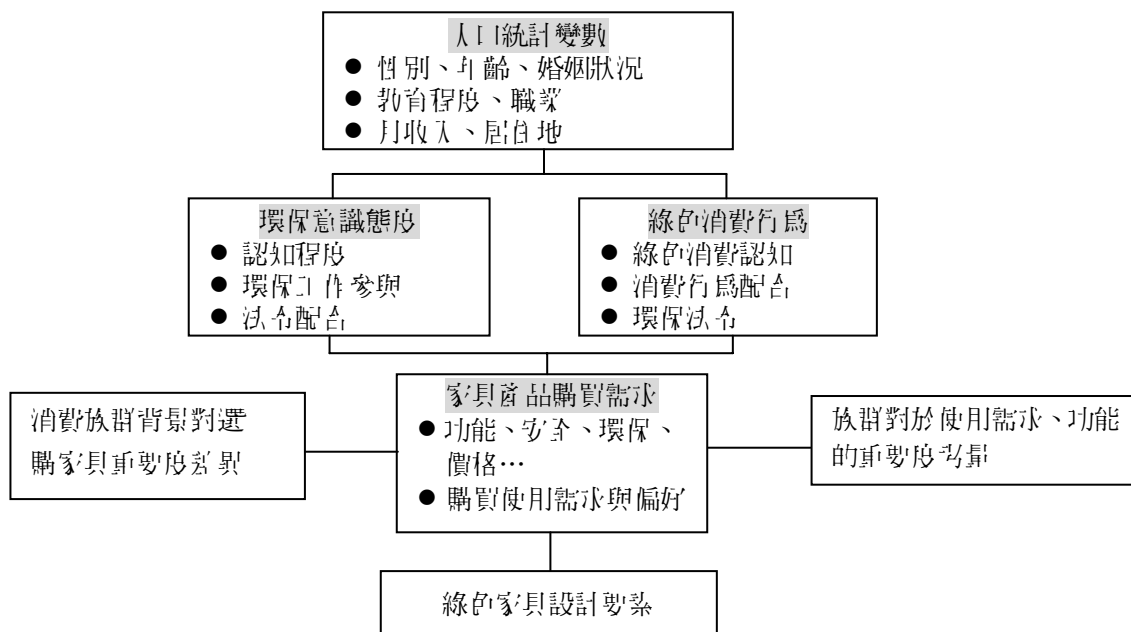 人口統計變數
● 性別、年齡、婚姻狀況
● 教育程度、職業
● 月收入、居住地
環保意識態度
● 認知程度
● 環保工作參與
● 法令配合
綠色消費行為
● 綠色消費認知
● 消費行為配合
● 環保法令
消費族群背景對選
購家具重要度差異
家具產品購買需求
● 功能、安全、環保、
價格…
● 購買使用需求與偏好
族群對於使用需求、功能
的重要度考量
綠色家具設計要素